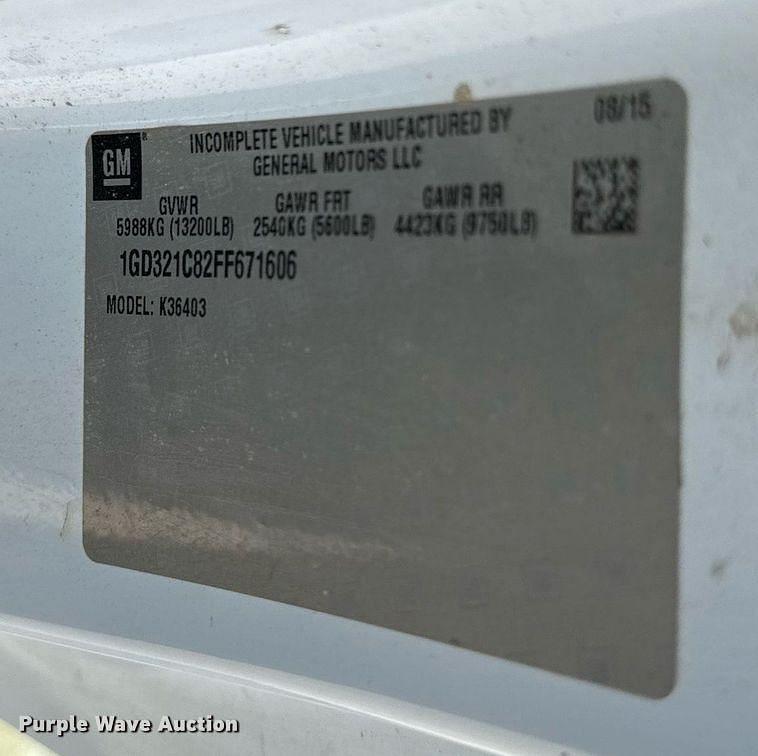 GM
INCOMPLETE VEHICLE MANUFACTURED BY
GENERAL MOTORS LLC
08/15
GVWR GAWR FRT GAWR RR
5988KG (13200LB) 2540KG (5600LB) 4423KG (9750LB)
1GD321C82FF671606
MODEL: K36403
Purple Wave Auction